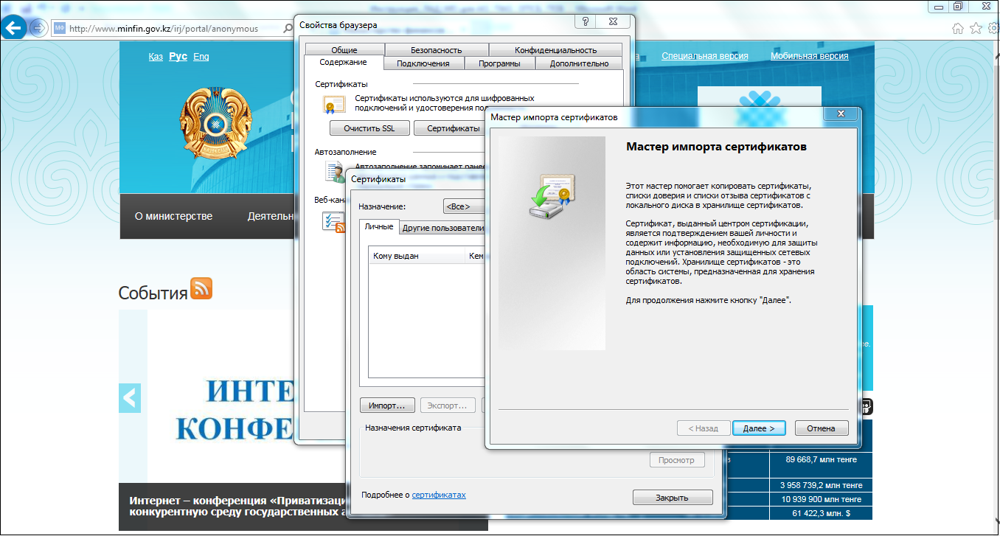 http://www.minfin.gov.kz/irj/portal/anonymous
Қаз Рус Eng
Специальная версия
Мобильная версия
О министерстве
События
Интернет – конференция
конкурентную среду государственных
Свойства браузера
?
Общие
Безопасность
Конфиденциальность
Содержание
Подключения
Программы
Дополнительно
Сертификаты
Сертификаты используются для шифрованных
подключений и удостоверения
Очистить SSL
Сертификаты
Автозаполнение
Автозаполнение запоминает ранее
Сертификаты
Назначение:
<Все>
Личные
Другие пользователи
Кому выдан
Кем
Импорт...
Экспорт...
Назначения сертификата
Просмотр
Подробнее о сертификатах
Закрыть
Мастер импорта сертификатов
Мастер импорта сертификатов
Этот мастер помогает копировать сертификаты,
списки доверия и списки отзыва сертификатов с
локального диска в хранилище сертификатов.
Сертификат, выданный центром сертификации,
является подтверждением вашей личности и
содержит информацию, необходимую для защиты
данных или установления защищенных сетевых
подключений. Хранилище сертификатов - это
область системы, предназначенная для хранения
сертификатов.
Для продолжения нажмите кнопку "Далее".
< Назад
Далее >
Отмена
89 668,7 млн тенге
3 958 739,2 млн тенге
10 939 900 млн тенге
61 422,3 млн. $